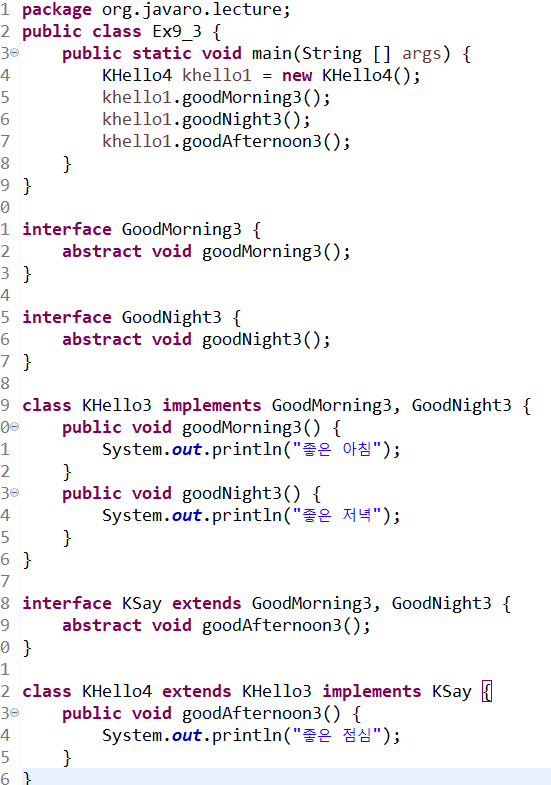 1 package org.javaro.lecture;
2 public class Ex9_3 {
3 public static void main(String [] args) {
4 KHello4 khello1 = new KHello4();
5 khello1.goodMorning3();
6 khello1.goodNight3();
7 khello1.goodAfternoon3();
8 }
9 }
0
1 interface GoodMorning3 {
2 abstract void goodMorning3();
3 }
4
5 interface GoodNight3 {
6 abstract void goodNight3();
7 }
8
9 class KHello3 implements GoodMorning3, GoodNight3 {
0 public void goodMorning3() {
1 System.out.println("좋은 아침");
2 }
3 public void goodNight3() {
4 System.out.println("좋은 저녁");
5 }
6 }
7
8 interface KSay extends GoodMorning3, GoodNight3 {
9 abstract void goodAfternoon3();
0 }
1
2 class KHello4 extends KHello3 implements KSay {
3 public void goodAfternoon3() {
4 System.out.println("좋은 점심");
5 }
6 }